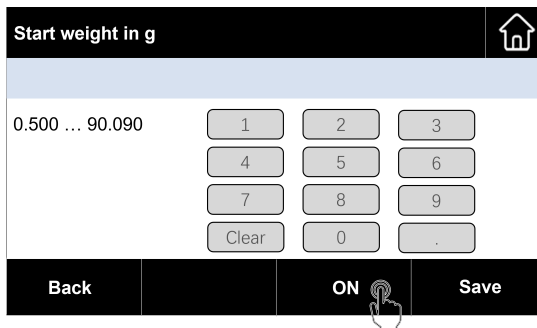 Start weight in g
0.500 … 90.090
1 2 3
4 5 6
7 8 9
Clear 0 .
Back ON Save